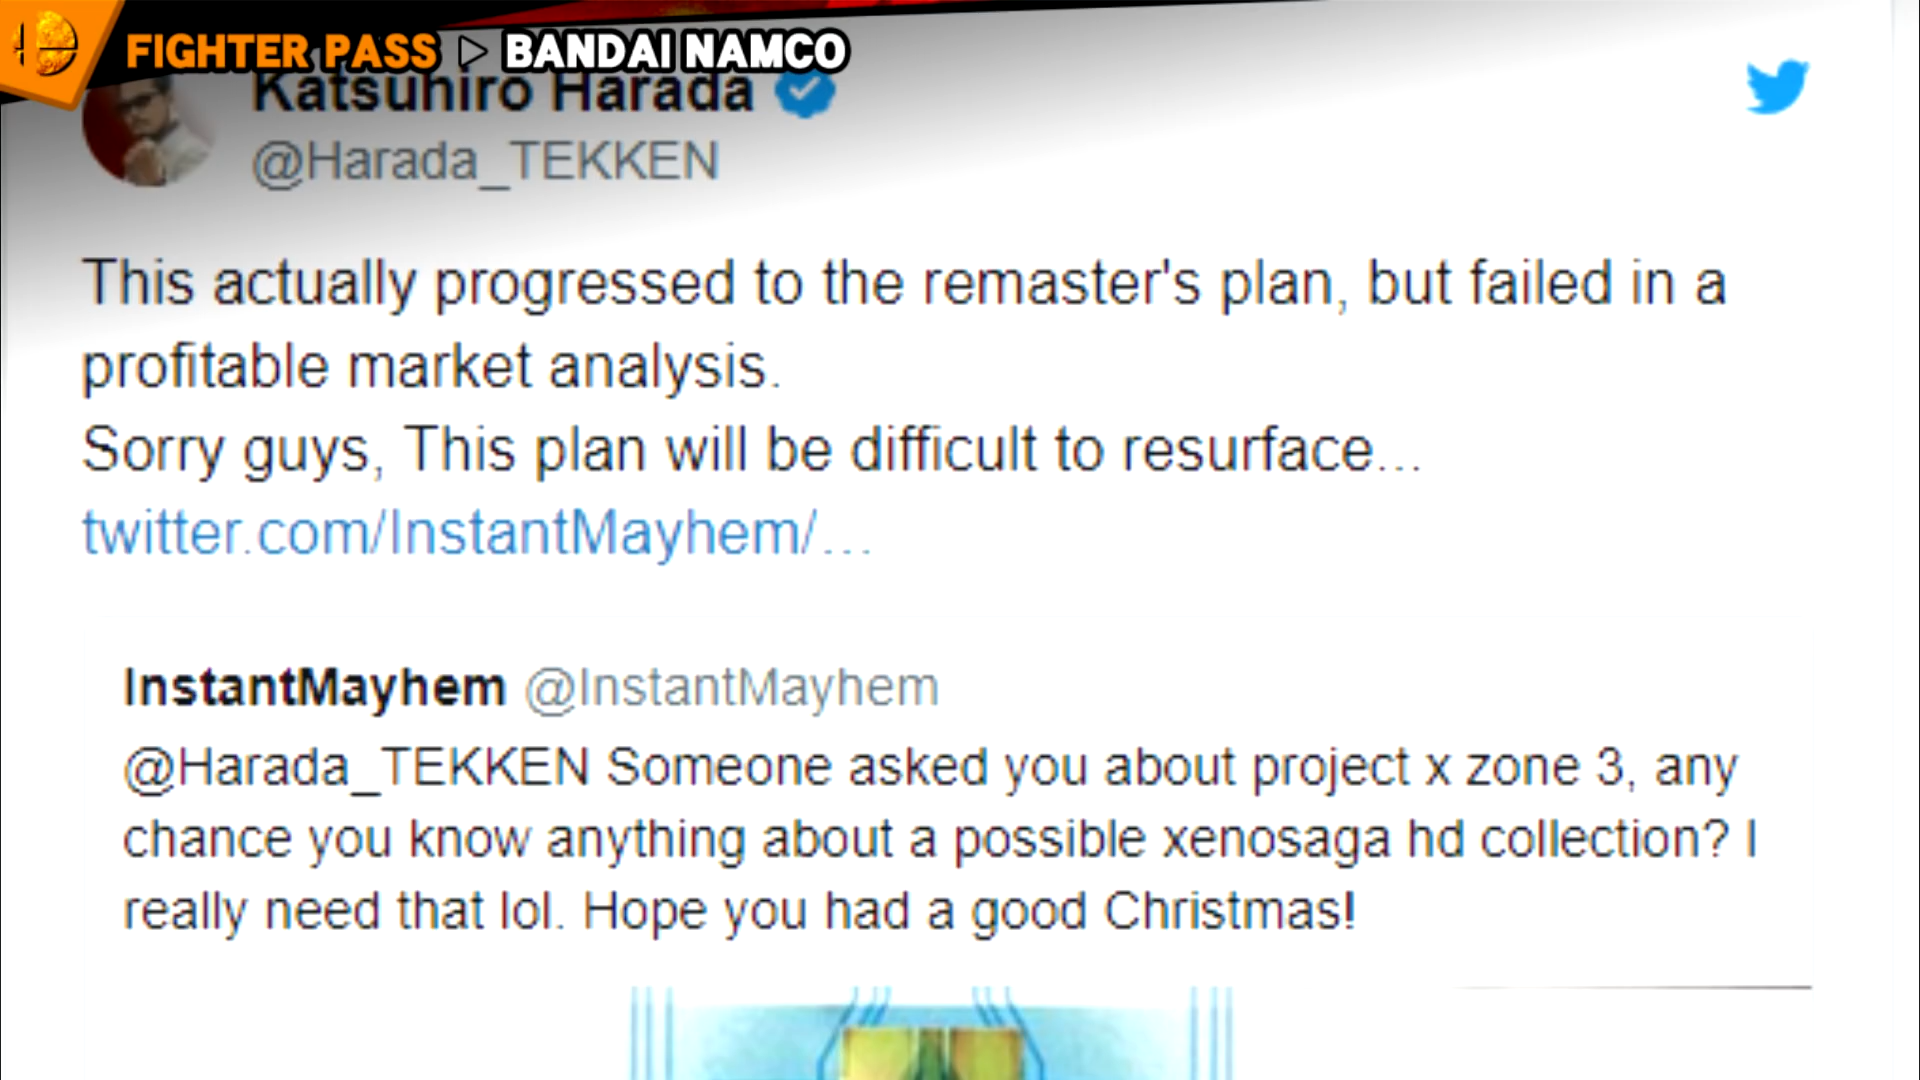 FIGHTER PASS ▷ BANDAI NAMCO
Katsuhiro Harada
@Harada_TEKKEN
This actually progressed to the remaster's plan, but failed in a
profitable market analysis.
Sorry guys, This plan will be difficult to resurface...
twitter.com/InstantMayhem/...
InstantMayhem @InstantMayhem
@Harada_TEKKEN Someone asked you about project x zone 3, any
chance you know anything about a possible xenosaga hd collection? I
really need that lol. Hope you had a good Christmas!